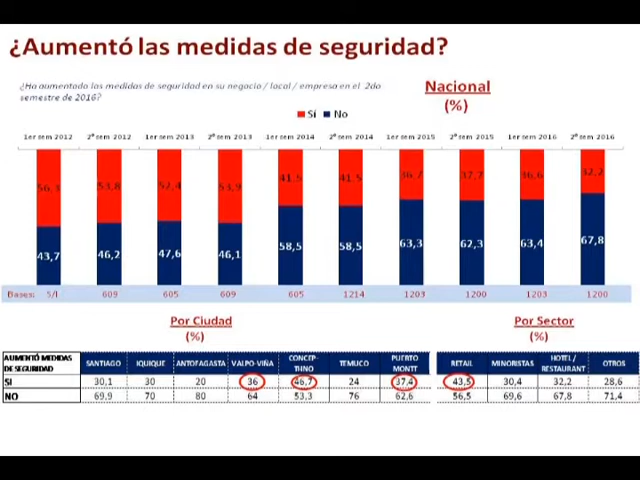 ¿Aumentó las medidas de seguridad?
¿Ha aumentado las medidas de seguridad en su negocio / local / empresa en el 2do
semestre de 2016?
Nacional
(%)
Sí No
1er sem 2012 2º sem 2012 1er sem 2013 2º sem 2013 1er sem 2014 2º sem 2014 1er sem 2015 2º sem 2015 1er sem 2016 2º sem 2016
56,3 53,8 52,4 53,9 41,5 41,5 36,7 37,7 36,6 32,2
43,7 46,2 47,6 46,1 58,5 58,5 63,3 62,3 63,4 67,8
Bases: S/I 609 605 609 605 1214 1203 1200 1203 1200
Por Ciudad
(%)
Por Sector
(%)
AUMENTÓ MEDIDAS
DE SEGURIDAD
SANTIAGO IQUIQUE ANTOFAGASTA VALPO-VIÑA CONCEP-
THNO TEMUCO PUERTO
MONTT RETAIL MINORISTAS HOTEL /
RESTAURANT OTROS
SI 30,1 30 20 36 46,7 24 37,4 43,5 30,4 32,2 28,6
NO 69,9 70 80 64 53,3 76 62,6 56,5 69,6 67,8 71,4